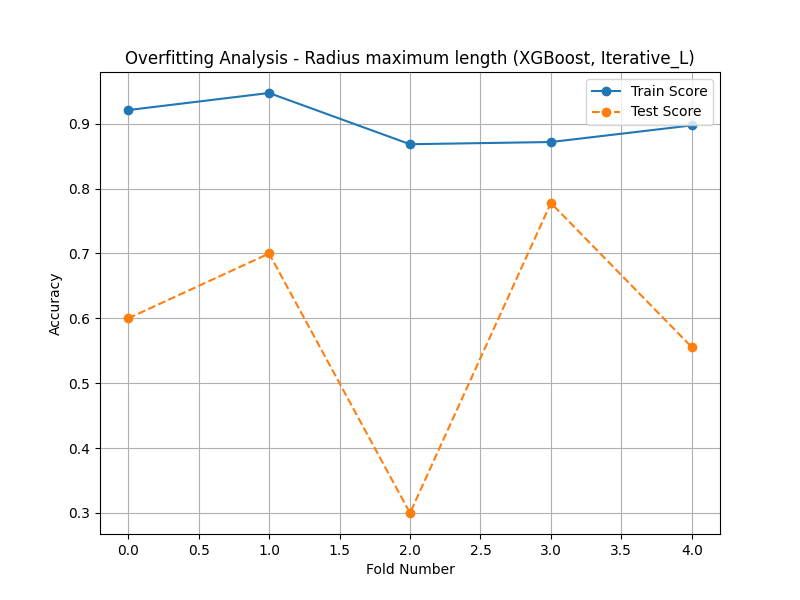 Overfitting Analysis - Radius maximum length (XGBoost, Iterative_L)
Train Score
Test Score
Accuracy
0.9
0.8
0.7
0.6
0.5
0.4
0.3
0.0 0.5 1.0 1.5 2.0 2.5 3.0 3.5 4.0
Fold Number